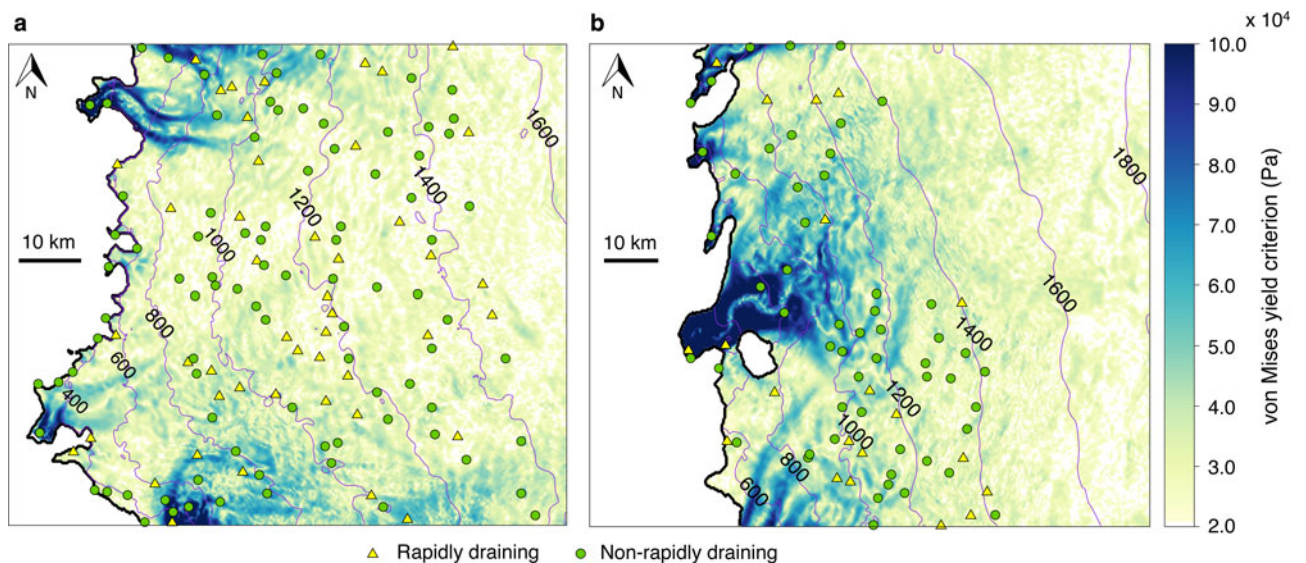 a
b
x 10⁴
N
10 km
400
600
800
1000
1200
1400
1600
N
10 km
600
800
1000
1200
1400
1600
1800
10.0
9.0
8.0
7.0
6.0
5.0
4.0
3.0
2.0
von Mises yield criterion (Pa)
Rapidly draining
Non-rapidly draining